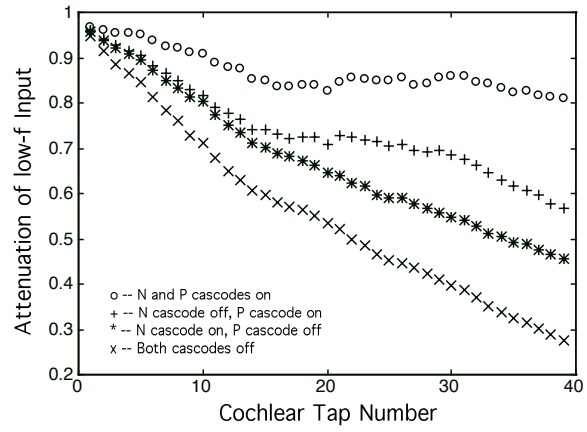 1
0.9
0.8
0.7
0.6
0.5
0.4
0.3
0.2
Attenuation of low-f Input
o -- N and P cascodes on
+ -- N cascode off, P cascode on
* -- N cascode on, P cascode off
x -- Both cascodes off
0 10 20 30 40
Cochlear Tap Number